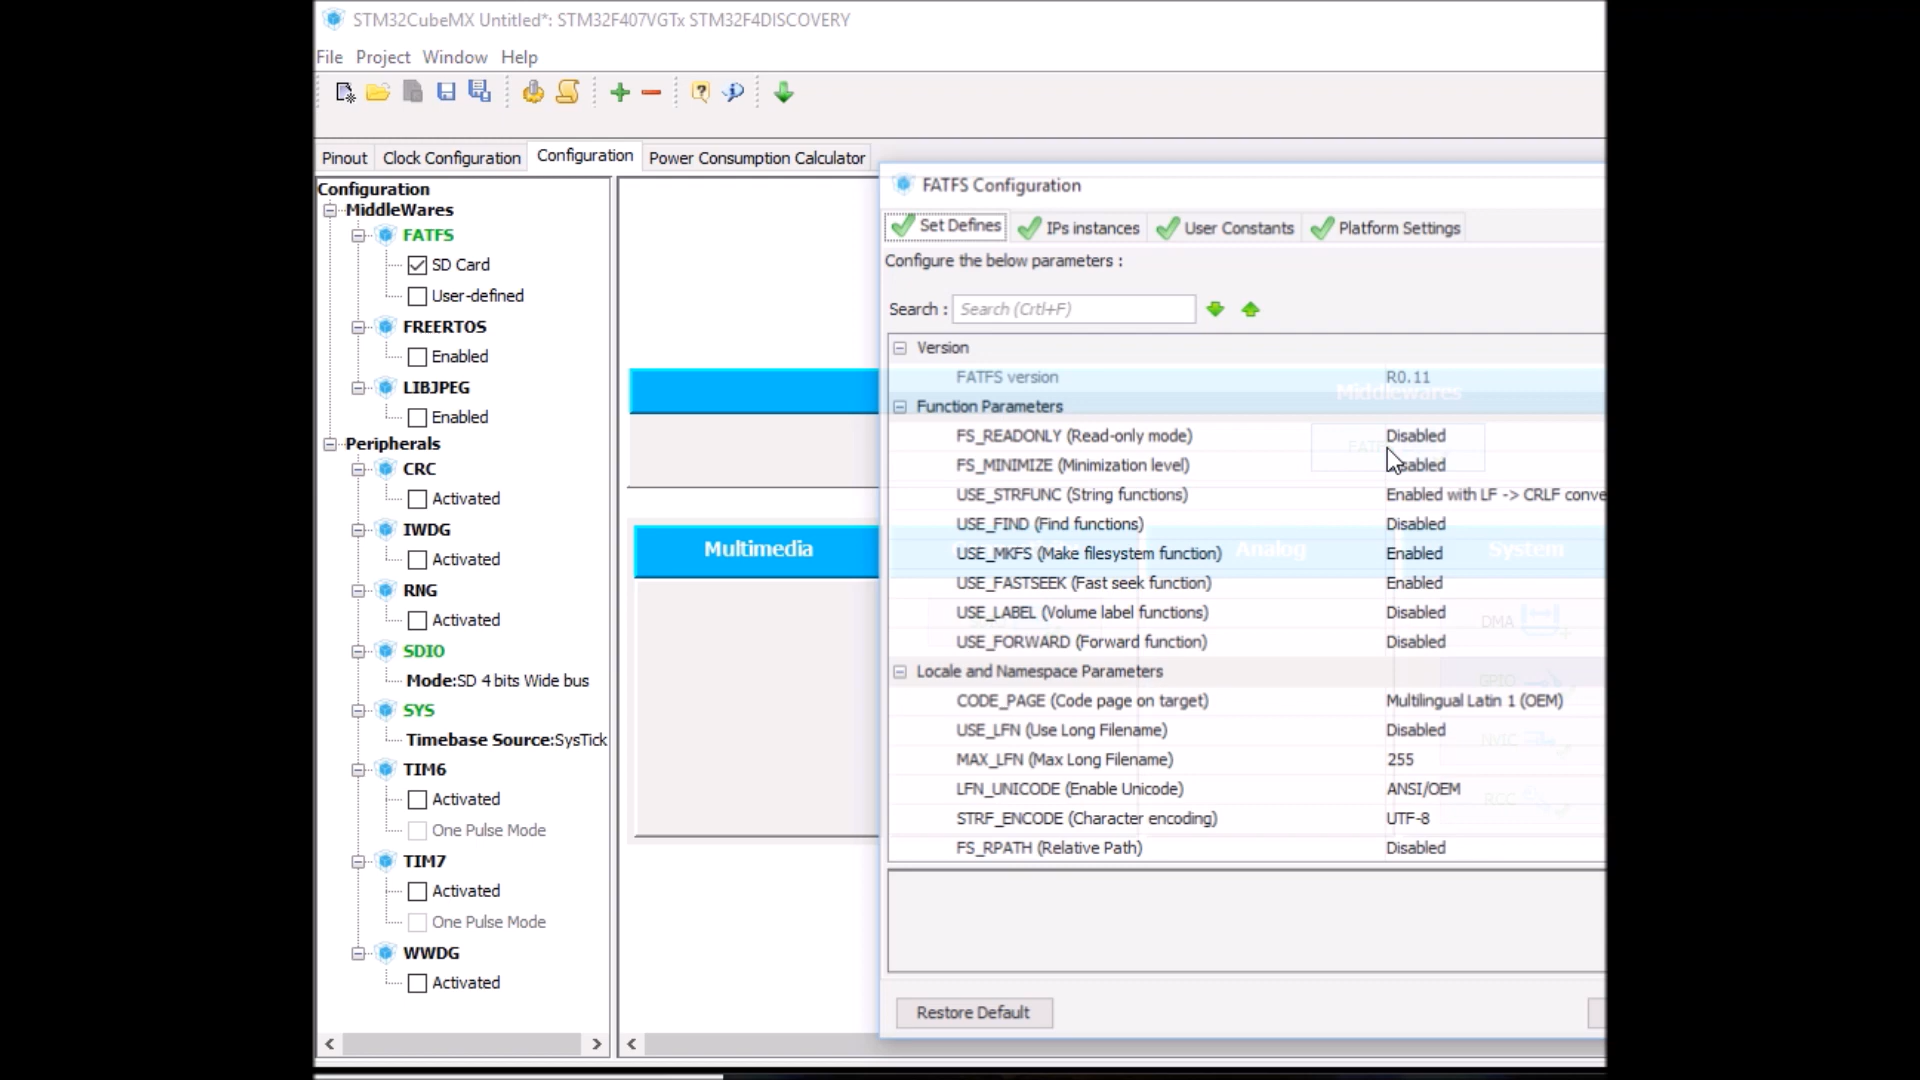 STM32CubeMX Untitled*: STM32F407VGTx STM32F4DISCOVERY
File Project Window Help
Pinout Clock Configuration Configuration Power Consumption Calculator
Configuration
MiddleWares
FATFS
SD Card
User-defined
FREERTOS
Enabled
LIBJPEG
Enabled
Peripherals
CRC
Activated
IWDG
Activated
RNG
Activated
SDIO
Mode:SD 4 bits Wide bus
SYS
Timebase Source:SysTick
TIM6
Activated
One Pulse Mode
TIM7
Activated
One Pulse Mode
WWDG
Activated
Multimedia
FATFS Configuration
Set Defines IPs instances User Constants Platform Settings
Configure the below parameters :
Search : Search (Crtl+F)
Version
FATFS version R0.11
Middlewares
Function Parameters
FS_READONLY (Read-only mode) Disabled
FS_MINIMIZE (Minimization level)
USE_STRFUNC (String functions) Enabled with LF -> CRLF conve
USE_FIND (Find functions) Disabled
USE_MKFS (Make filesystem function) Enabled
Analog
System
USE_FASTSEEK (Fast seek function) Enabled
USE_LABEL (Volume label functions) Disabled
DMA
USE_FORWARD (Forward function) Disabled
Locale and Namespace Parameters
GPIO
CODE_PAGE (Code page on target) Multilingual Latin 1 (OEM)
USE_LFN (Use Long Filename) Disabled
NVIC
MAX_LFN (Max Long Filename) 255
LFN_UNICODE (Enable Unicode) ANSI/OEM
RCC
STRF_ENCODE (Character encoding) UTF-8
FS_RPATH (Relative Path) Disabled
Restore Default